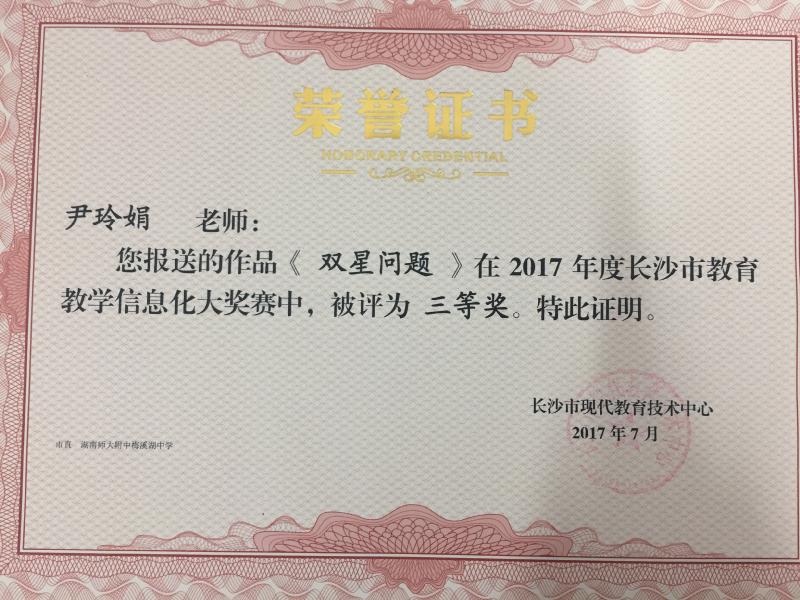 荣誉证书
HONORARY CREDENTIAL
尹玲娟 老师：
您报送的作品《 双星问题 》在 2017 年度长沙市教育
教学信息化大奖赛中，被评为 三等奖。特此证明。
长沙市现代教育技术中心
2017 年 7 月
市直 湖南师大附中梅溪湖中学